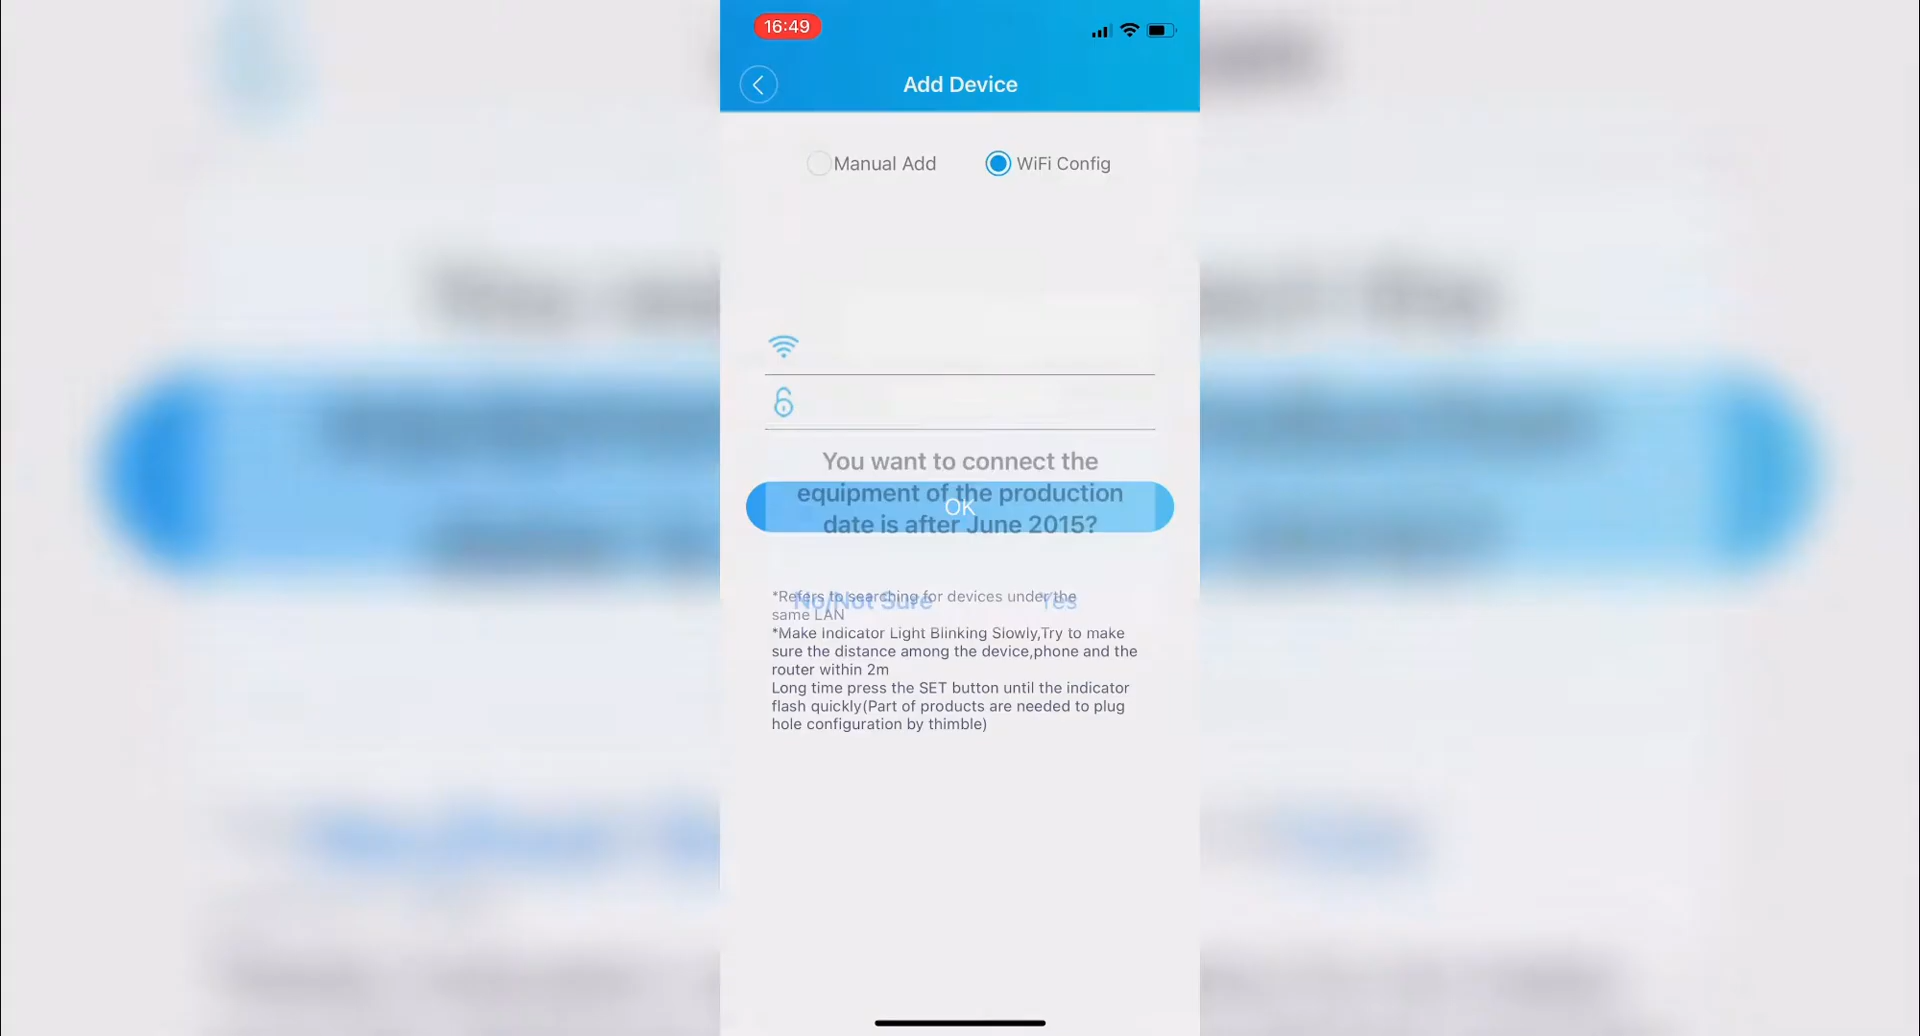 16:49
Add Device
Manual Add
WiFi Config
You want to connect the
equipment of the production
OK
date is after June 2015?
*Refers to searching for devices under the
No/Not Sure
Yes
same LAN
*Make Indicator Light Blinking Slowly,Try to make
sure the distance among the device,phone and the
router within 2m
Long time press the SET button until the indicator
flash quickly(Part of products are needed to plug
hole configuration by thimble)